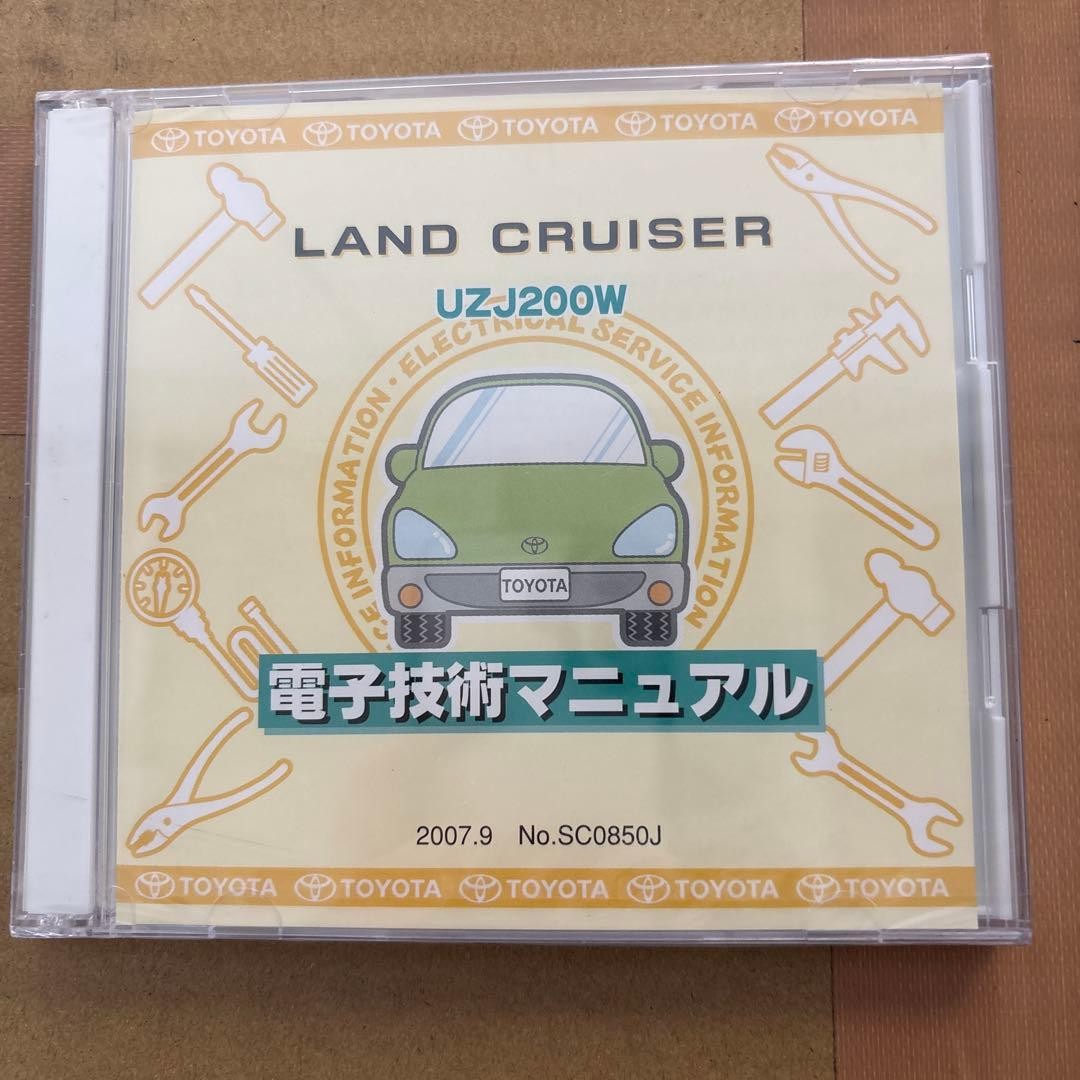 TOYOTA TOYOTA TOYOTA TOYOTA TOYOTA
LAND CRUISER
UZJ200W
CE INFORMATION・ELECTRICAL SERVICE INFORMATION
TOYOTA
電子技術マニュアル
2007.9 No.SC0850J
TOYOTA TOYOTA TOYOTA TOYOTA TOYOTA